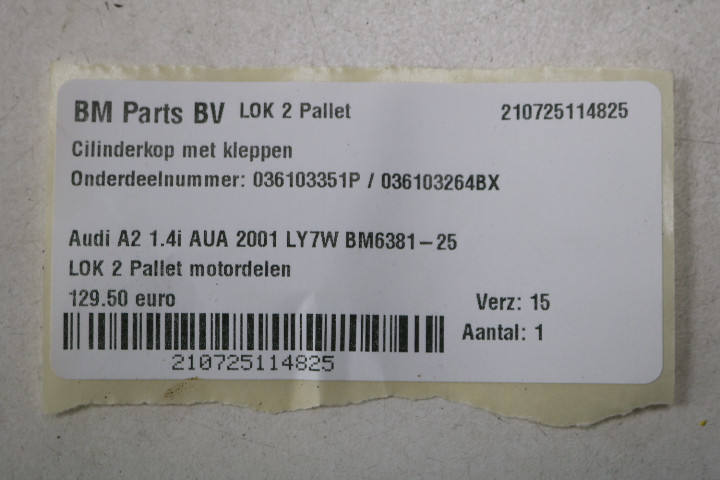 BM Parts BV LOK 2 Pallet 210725114825
Cilinderkop met kleppen
Onderdeelnummer: 036103351P / 036103264BX
Audi A2 1.4i AUA 2001 LY7W BM6381-25
LOK 2 Pallet motordelen
129.50 euro Verz: 15
Aantal: 1
210725114825